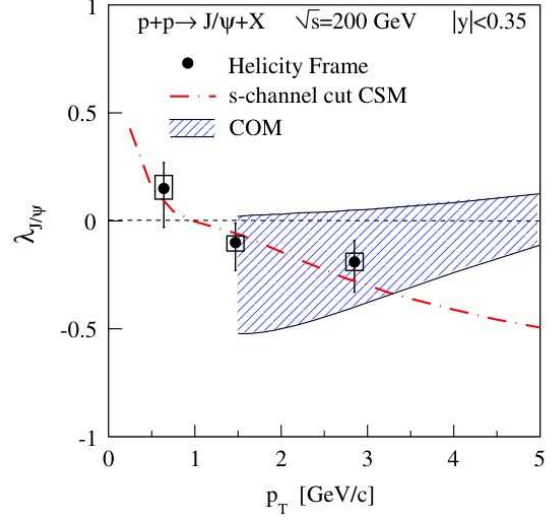 p+p→ J/ψ+X √s=200 GeV |y|<0.35
Helicity Frame
s-channel cut CSM
COM
1
0.5
0
-0.5
-1
λJ/ψ
0 1 2 3 4 5
pT [GeV/c]